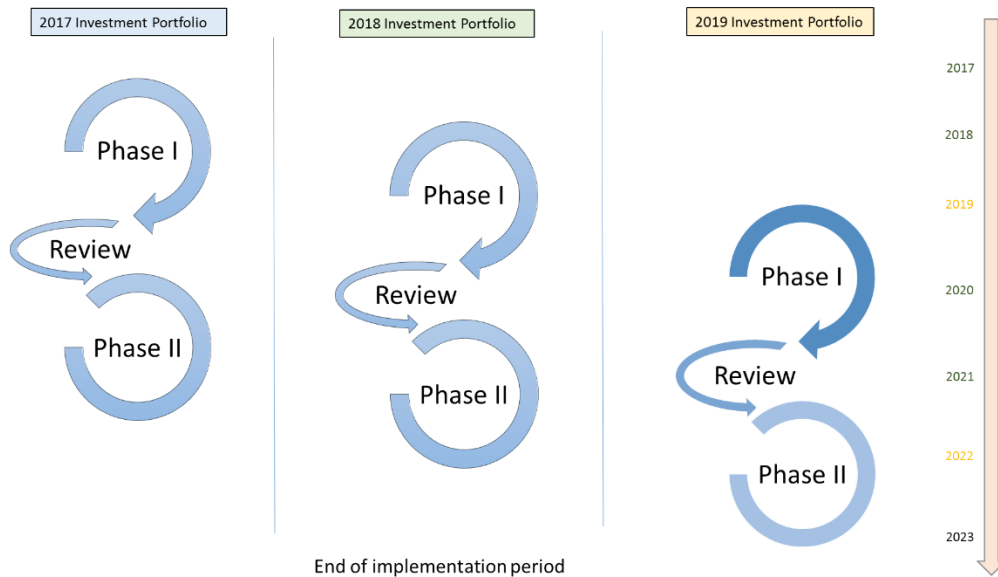 2017 Investment Portfolio
2018 Investment Portfolio
2019 Investment Portfolio
Phase I
Review
Phase II
Phase I
Review
Phase II
Phase I
Review
Phase II
2017
2018
2019
2020
2021
2022
2023
End of implementation period